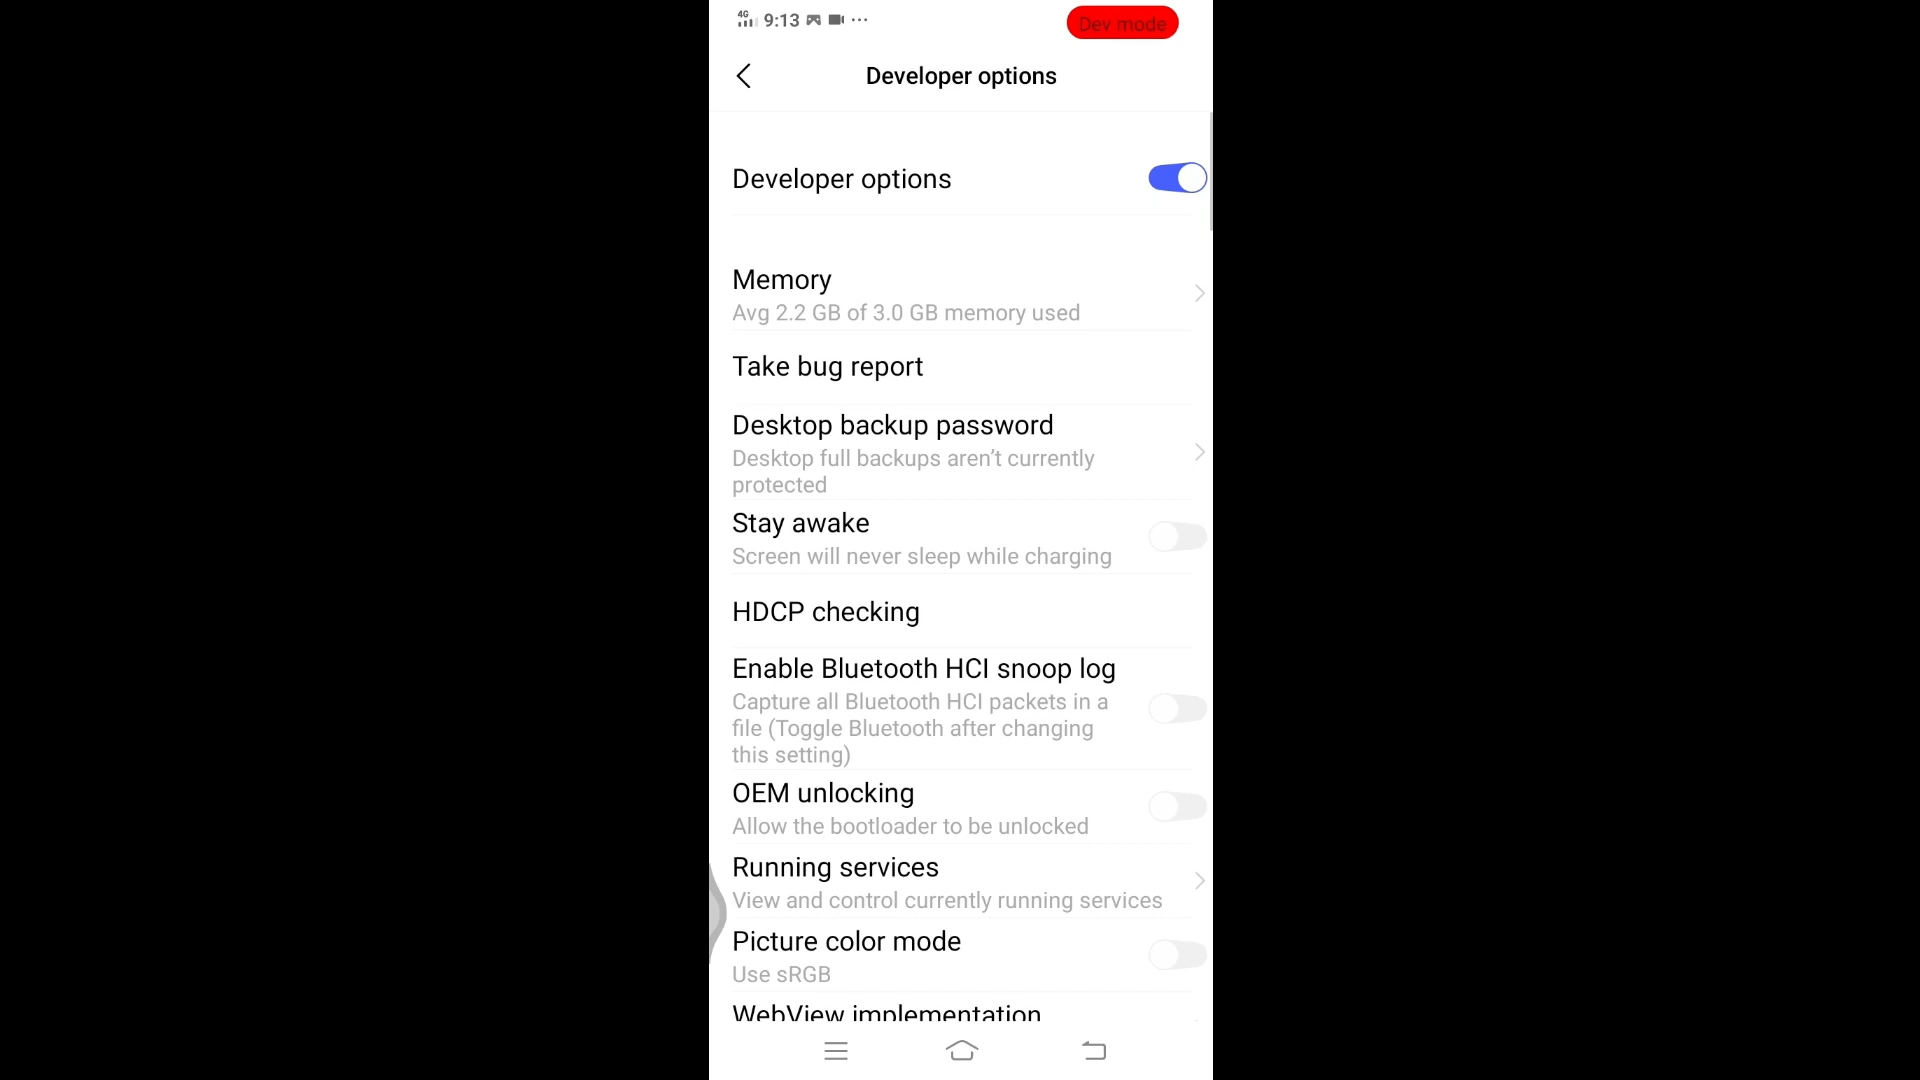 4G 9:13 ...
Dev mode
Developer options
Developer options
Memory
Avg 2.2 GB of 3.0 GB memory used
Take bug report
Desktop backup password
Desktop full backups aren't currently
protected
Stay awake
Screen will never sleep while charging
HDCP checking
Enable Bluetooth HCI snoop log
Capture all Bluetooth HCI packets in a
file (Toggle Bluetooth after changing
this setting)
OEM unlocking
Allow the bootloader to be unlocked
Running services
View and control currently running services
Picture color mode
Use sRGB
WebView implementation